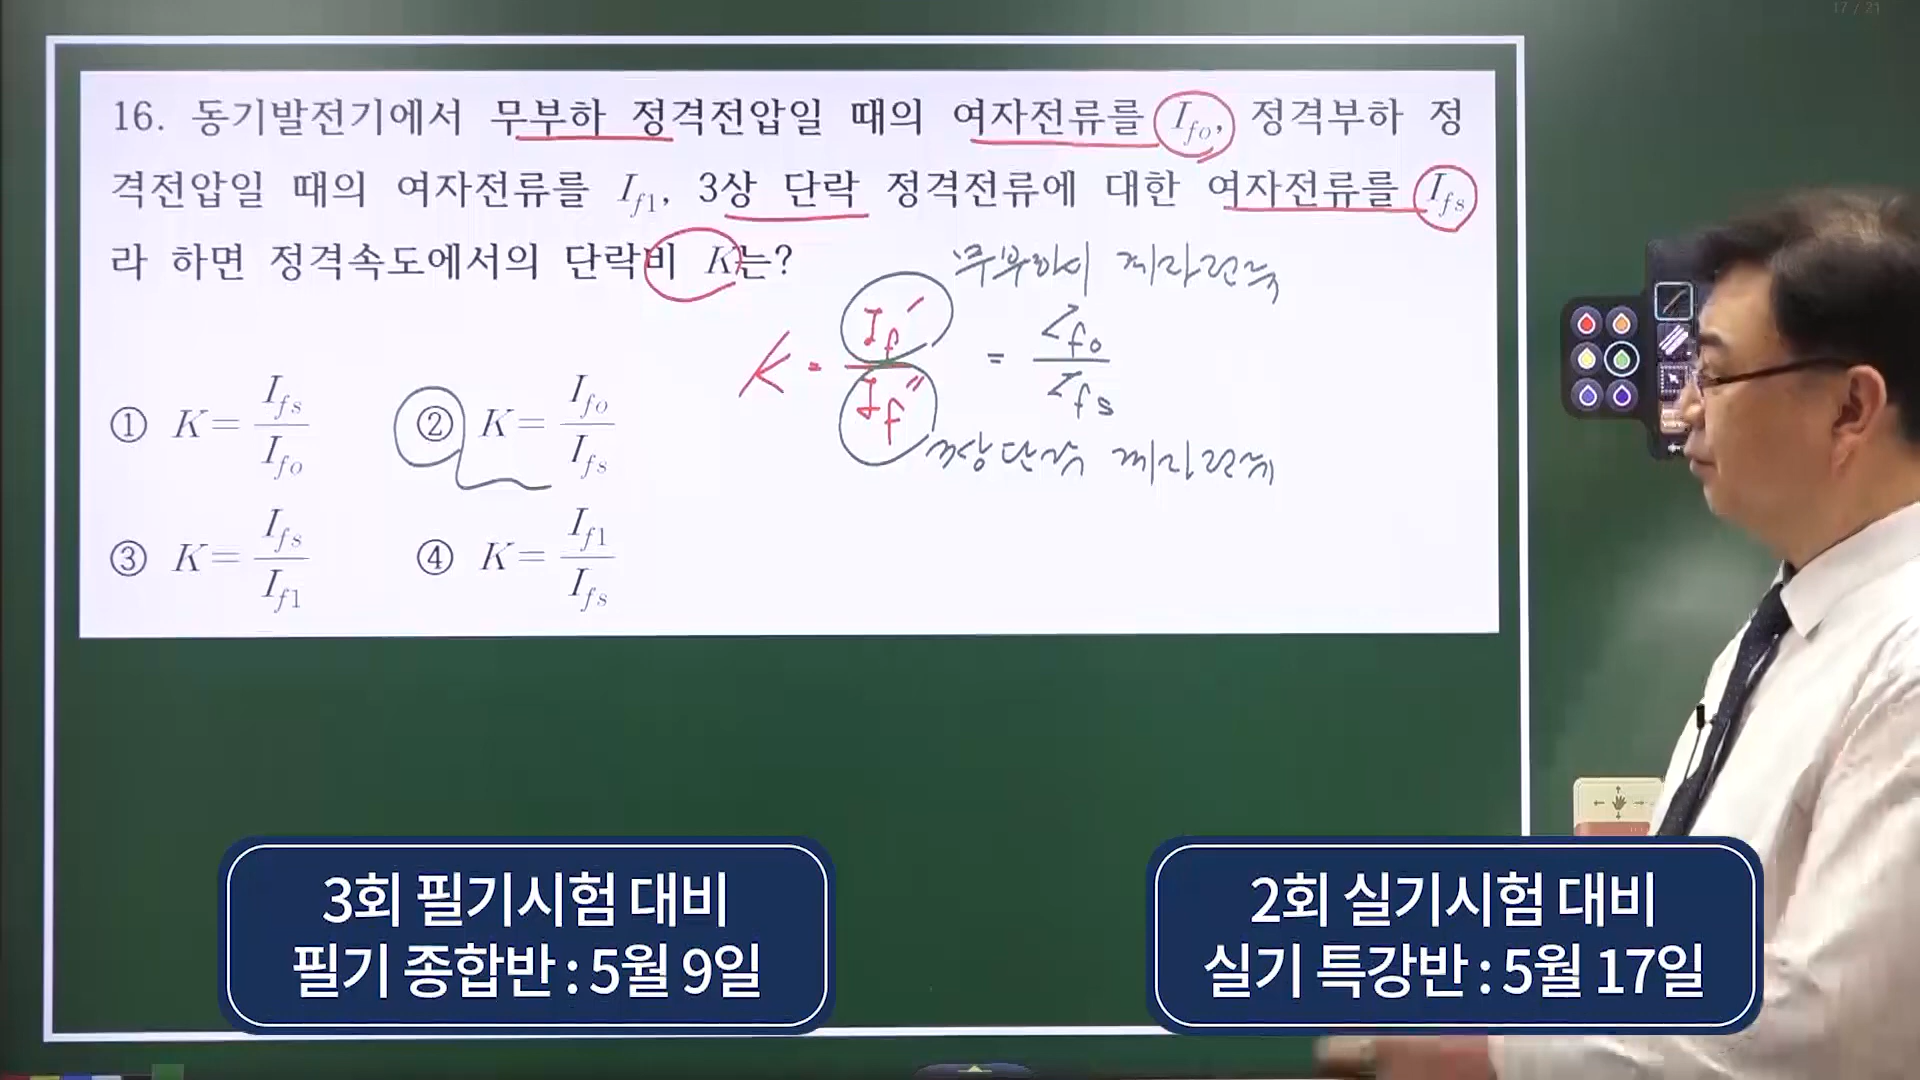 17 / 21
16. 동기발전기에서 무부하 정격전압일 때의 여자전류를 I_fo, 정격부하 정
격전압일 때의 여자전류를 I_f1, 3상 단락 정격전류에 대한 여자전류를 I_fs
라 하면 정격속도에서의 단락비 K는?
① K = I_fs / I_fo
② K = I_fo / I_fs
③ K = I_fs / I_f1
④ K = I_f1 / I_fs
K = I_f′ / I_f″ = I_fo / I_fs
무부하시 계자전류
3상단락 계자전류
3회 필기시험 대비
필기 종합반 : 5월 9일
2회 실기시험 대비
실기 특강반 : 5월 17일